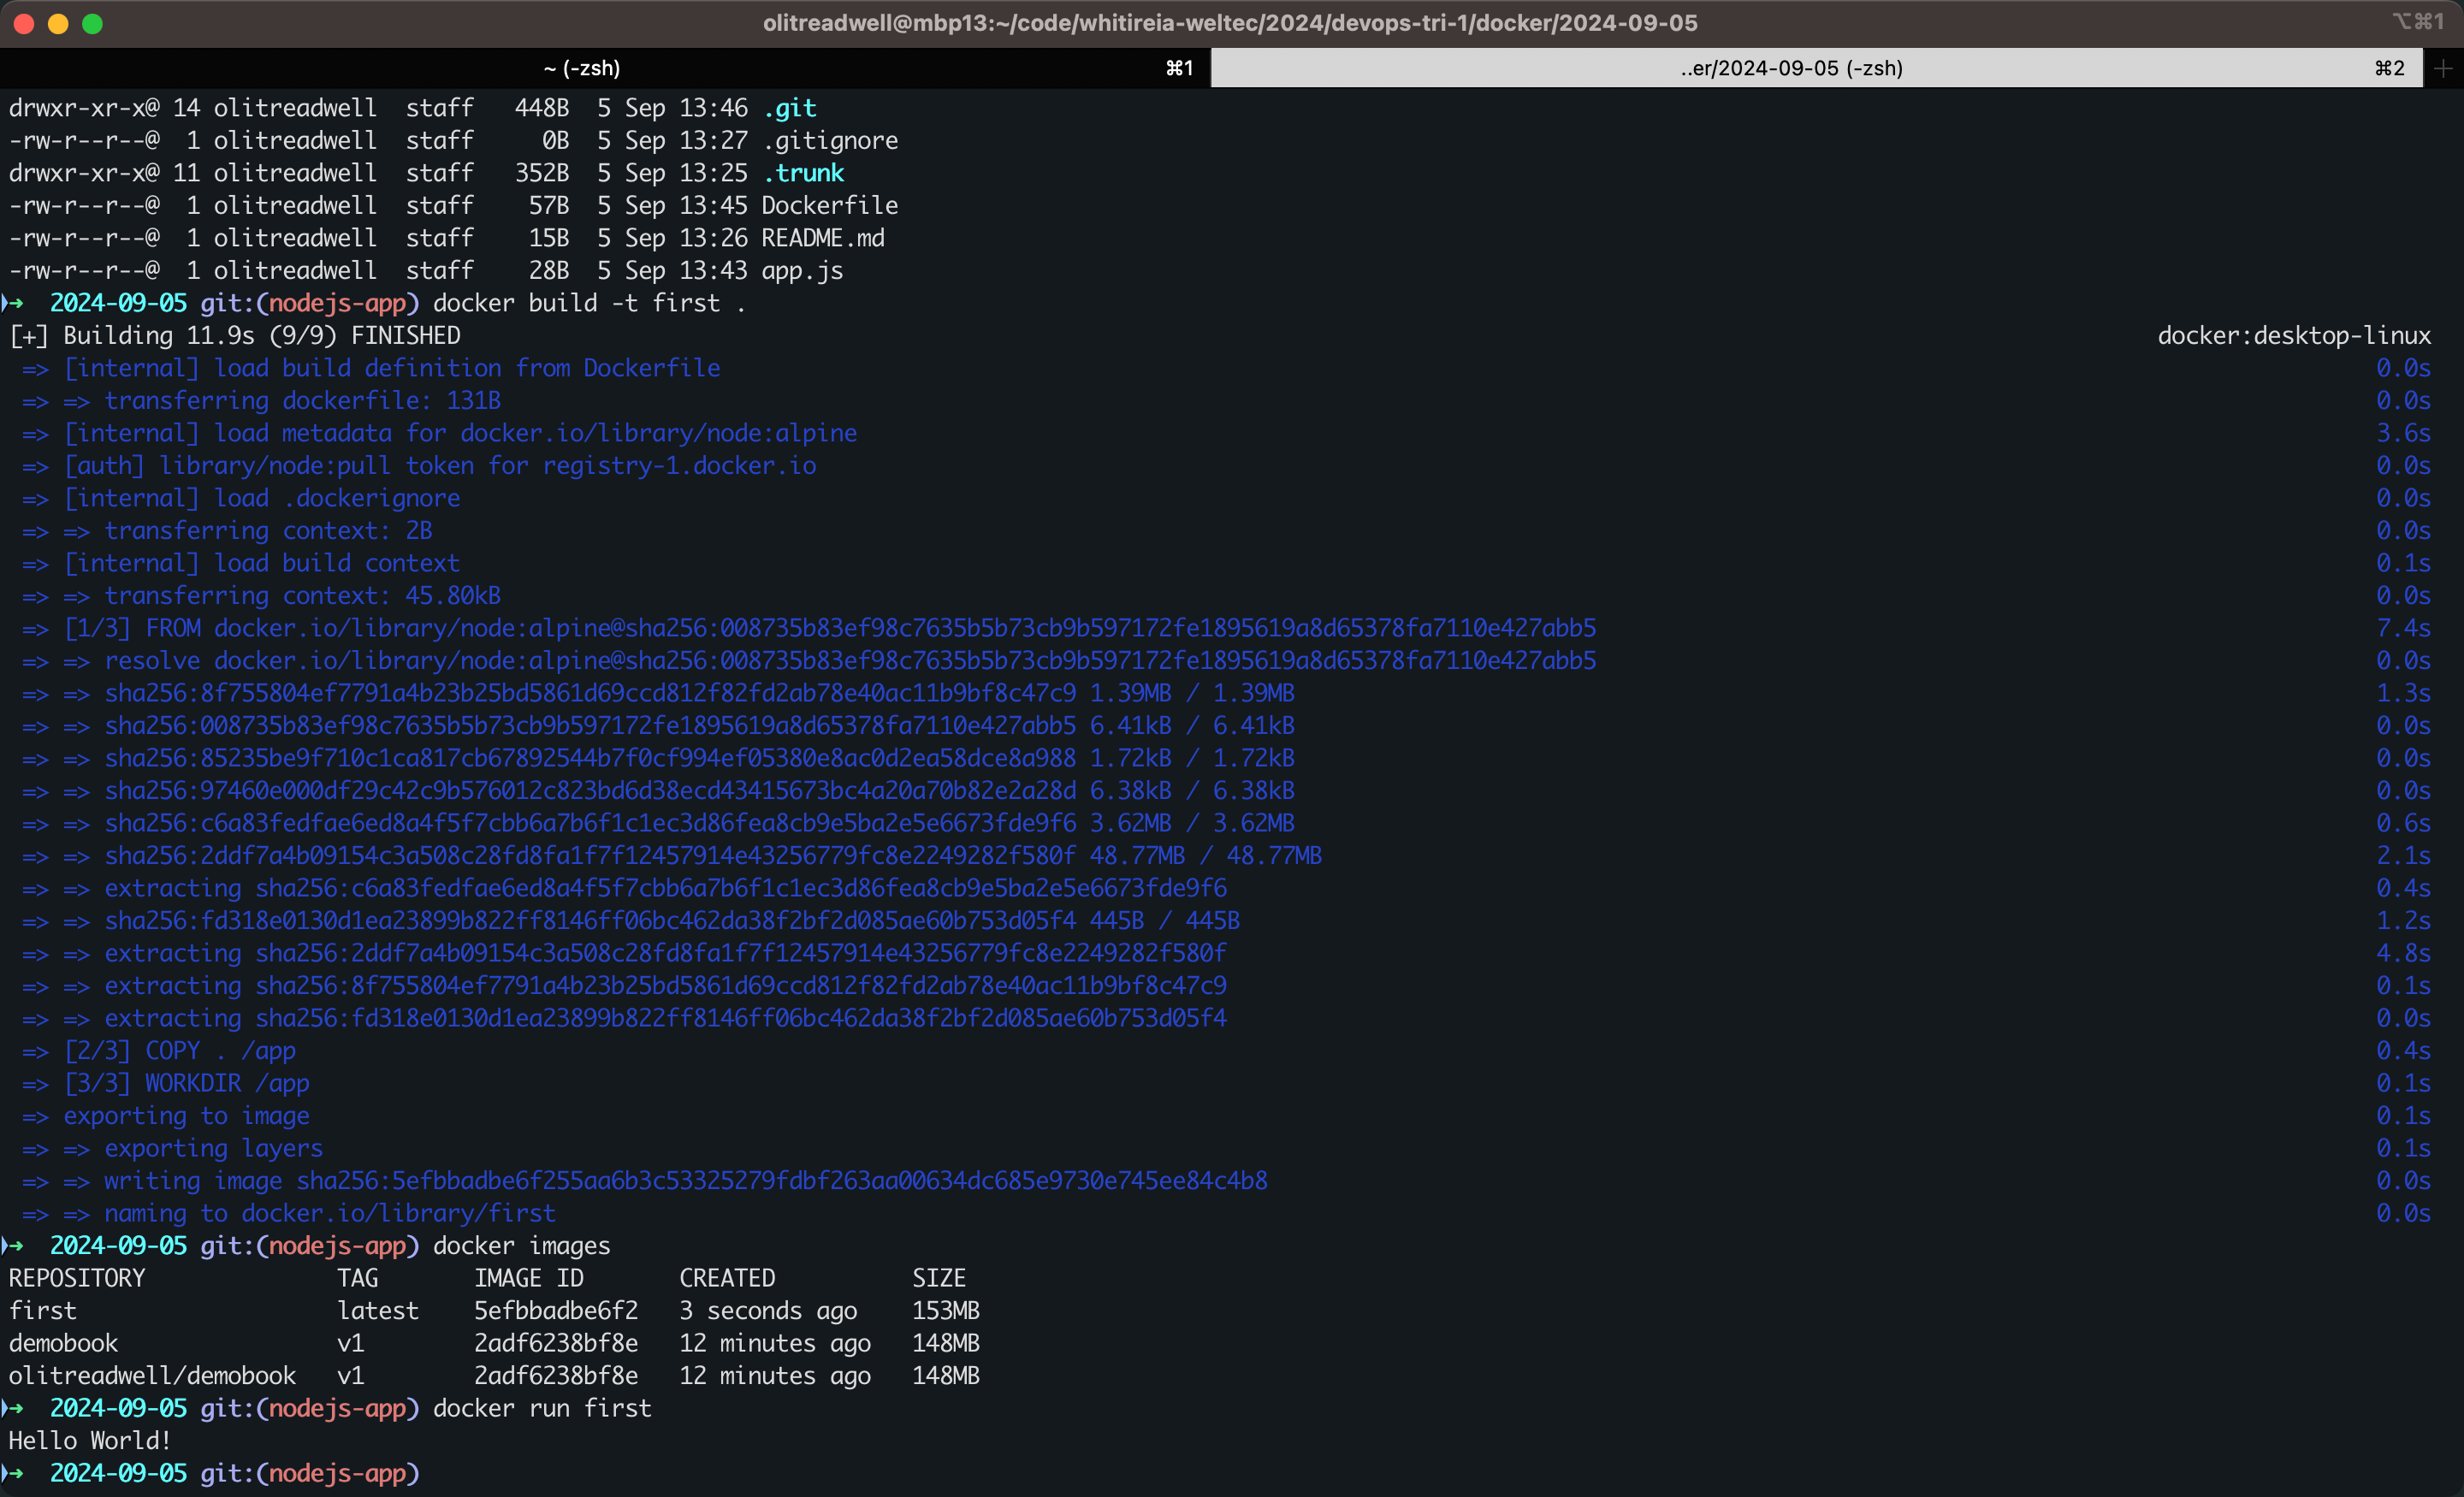 olitreadwell@mbp13:~/code/whitireia-weltec/2024/devops-tri-1/docker/2024-09-05 ⌥⌘1
~ (-zsh) ⌘1 ..er/2024-09-05 (-zsh) ⌘2 +
drwxr-xr-x@ 14 olitreadwell  staff   448B  5 Sep 13:46 .git
-rw-r--r--@  1 olitreadwell  staff     0B  5 Sep 13:27 .gitignore
drwxr-xr-x@ 11 olitreadwell  staff   352B  5 Sep 13:25 .trunk
-rw-r--r--@  1 olitreadwell  staff    57B  5 Sep 13:45 Dockerfile
-rw-r--r--@  1 olitreadwell  staff    15B  5 Sep 13:26 README.md
-rw-r--r--@  1 olitreadwell  staff    28B  5 Sep 13:43 app.js
➜  2024-09-05 git:(nodejs-app) docker build -t first .
[+] Building 11.9s (9/9) FINISHED docker:desktop-linux
=> [internal] load build definition from Dockerfile 0.0s
=> => transferring dockerfile: 131B 0.0s
=> [internal] load metadata for docker.io/library/node:alpine 3.6s
=> [auth] library/node:pull token for registry-1.docker.io 0.0s
=> [internal] load .dockerignore 0.0s
=> => transferring context: 2B 0.0s
=> [internal] load build context 0.1s
=> => transferring context: 45.80kB 0.0s
=> [1/3] FROM docker.io/library/node:alpine@sha256:008735b83ef98c7635b5b73cb9b597172fe1895619a8d65378fa7110e427abb5 7.4s
=> => resolve docker.io/library/node:alpine@sha256:008735b83ef98c7635b5b73cb9b597172fe1895619a8d65378fa7110e427abb5 0.0s
=> => sha256:8f755804ef7791a4b23b25bd5861d69ccd812f82fd2ab78e40ac11b9bf8c47c9 1.39MB / 1.39MB 1.3s
=> => sha256:008735b83ef98c7635b5b73cb9b597172fe1895619a8d65378fa7110e427abb5 6.41kB / 6.41kB 0.0s
=> => sha256:85235be9f710c1ca817cb67892544b7f0cf994ef05380e8ac0d2ea58dce8a988 1.72kB / 1.72kB 0.0s
=> => sha256:97460e000df29c42c9b576012c823bd6d38ecd43415673bc4a20a70b82e2a28d 6.38kB / 6.38kB 0.0s
=> => sha256:c6a83fedfae6ed8a4f5f7cbb6a7b6f1c1ec3d86fea8cb9e5ba2e5e6673fde9f6 3.62MB / 3.62MB 0.6s
=> => sha256:2ddf7a4b09154c3a508c28fd8fa1f7f12457914e43256779fc8e2249282f580f 48.77MB / 48.77MB 2.1s
=> => extracting sha256:c6a83fedfae6ed8a4f5f7cbb6a7b6f1c1ec3d86fea8cb9e5ba2e5e6673fde9f6 0.4s
=> => sha256:fd318e0130d1ea23899b822ff8146ff06bc462da38f2bf2d085ae60b753d05f4 445B / 445B 1.2s
=> => extracting sha256:2ddf7a4b09154c3a508c28fd8fa1f7f12457914e43256779fc8e2249282f580f 4.8s
=> => extracting sha256:8f755804ef7791a4b23b25bd5861d69ccd812f82fd2ab78e40ac11b9bf8c47c9 0.1s
=> => extracting sha256:fd318e0130d1ea23899b822ff8146ff06bc462da38f2bf2d085ae60b753d05f4 0.0s
=> [2/3] COPY . /app 0.4s
=> [3/3] WORKDIR /app 0.1s
=> exporting to image 0.1s
=> => exporting layers 0.1s
=> => writing image sha256:5efbbadbe6f255aa6b3c53325279fdbf263aa00634dc685e9730e745ee84c4b8 0.0s
=> => naming to docker.io/library/first 0.0s
➜  2024-09-05 git:(nodejs-app) docker images
REPOSITORY              TAG       IMAGE ID       CREATED          SIZE
first                   latest    5efbbadbe6f2   3 seconds ago    153MB
demobook                v1        2adf6238bf8e   12 minutes ago   148MB
olitreadwell/demobook   v1        2adf6238bf8e   12 minutes ago   148MB
➜  2024-09-05 git:(nodejs-app) docker run first
Hello World!
➜  2024-09-05 git:(nodejs-app)